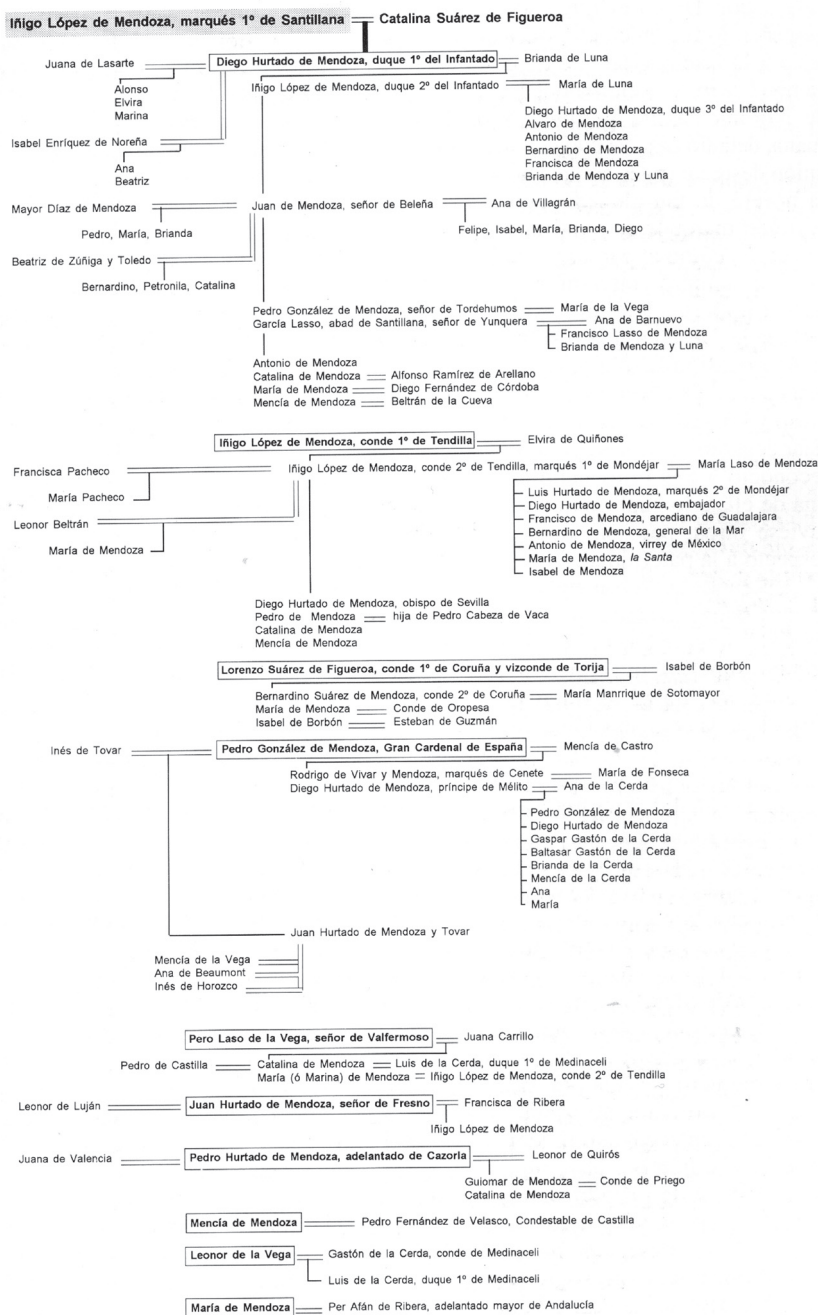 Iñigo López de Mendoza, marqués 1º de Santillana Catalina Suárez de Figueroa
Juana de Lasarte Diego Hurtado de Mendoza, duque 1º del Infantado Brianda de Luna
Alonso
Elvira
Marina
Iñigo López de Mendoza, duque 2º del Infantado María de Luna
Diego Hurtado de Mendoza, duque 3º del Infantado
Alvaro de Mendoza
Antonio de Mendoza
Bernardino de Mendoza
Francisca de Mendoza
Brianda de Mendoza y Luna
Isabel Enríquez de Noreña
Ana
Beatriz
Mayor Díaz de Mendoza Juan de Mendoza, señor de Beleña Ana de Villagrán
Pedro, María, Brianda
Felipe, Isabel, María, Brianda, Diego
Beatriz de Zúñiga y Toledo
Bernardino, Petronila, Catalina
Pedro González de Mendoza, señor de Tordehumos María de la Vega
García Lasso, abad de Santillana, señor de Yunquera Ana de Barnuevo
Francisco Lasso de Mendoza
Brianda de Mendoza y Luna
Antonio de Mendoza
Catalina de Mendoza Alfonso Ramírez de Arellano
María de Mendoza Diego Fernández de Córdoba
Mencía de Mendoza Beltrán de la Cueva
Iñigo López de Mendoza, conde 1º de Tendilla Elvira de Quiñones
Francisca Pacheco Iñigo López de Mendoza, conde 2º de Tendilla, marqués 1º de Mondéjar María Laso de Mendoza
María Pacheco
Leonor Beltrán
María de Mendoza
Luis Hurtado de Mendoza, marqués 2º de Mondéjar
Diego Hurtado de Mendoza, embajador
Francisco de Mendoza, arcediano de Guadalajara
Bernardino de Mendoza, general de la Mar
Antonio de Mendoza, virrey de México
María de Mendoza, la Santa
Isabel de Mendoza
Diego Hurtado de Mendoza, obispo de Sevilla
Pedro de Mendoza hija de Pedro Cabeza de Vaca
Catalina de Mendoza
Mencía de Mendoza
Lorenzo Suárez de Figueroa, conde 1º de Coruña y vizconde de Torija Isabel de Borbón
Bernardino Suárez de Mendoza, conde 2º de Coruña María Manrrique de Sotomayor
María de Mendoza Conde de Oropesa
Isabel de Borbón Esteban de Guzmán
Inés de Tovar Pedro González de Mendoza, Gran Cardenal de España Mencía de Castro
Rodrigo de Vivar y Mendoza, marqués de Cenete María de Fonseca
Diego Hurtado de Mendoza, príncipe de Mélito Ana de la Cerda
Pedro González de Mendoza
Diego Hurtado de Mendoza
Gaspar Gastón de la Cerda
Baltasar Gastón de la Cerda
Brianda de la Cerda
Mencía de la Cerda
Ana
María
Juan Hurtado de Mendoza y Tovar
Mencía de la Vega
Ana de Beaumont
Inés de Horozco
Pero Laso de la Vega, señor de Valfermoso Juana Carrillo
Pedro de Castilla Catalina de Mendoza Luis de la Cerda, duque 1º de Medinaceli
María (ó Marina) de Mendoza Iñigo López de Mendoza, conde 2º de Tendilla
Leonor de Luján Juan Hurtado de Mendoza, señor de Fresno Francisca de Ribera
Iñigo López de Mendoza
Juana de Valencia Pedro Hurtado de Mendoza, adelantado de Cazorla Leonor de Quirós
Guiomar de Mendoza Conde de Priego
Catalina de Mendoza
Mencía de Mendoza Pedro Fernández de Velasco, Condestable de Castilla
Leonor de la Vega Gastón de la Cerda, conde de Medinaceli
Luis de la Cerda, duque 1º de Medinaceli
María de Mendoza Per Afán de Ribera, adelantado mayor de Andalucía